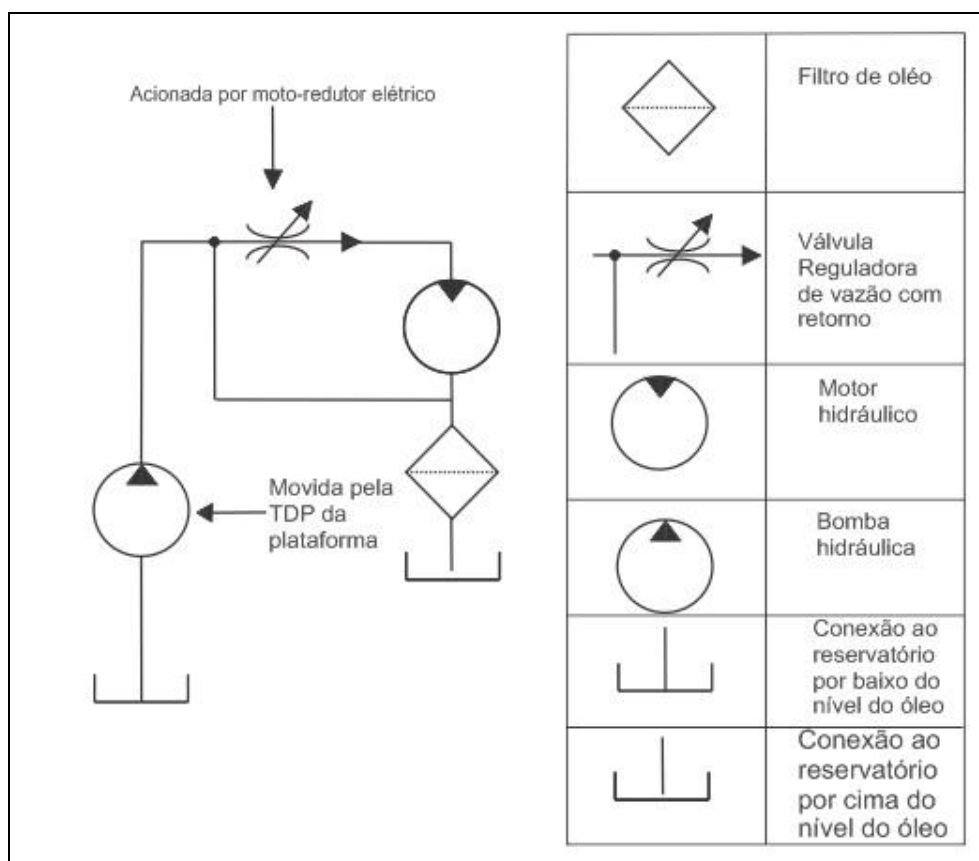 Acionada por moto-redutor elétrico
Movida pela
TDP da
plataforma
Filtro de oléo
Válvula
Reguladora
de vazão com
retorno
Motor
hidráulico
Bomba
hidráulica
Conexão ao
reservatório
por baixo do
nível do óleo
Conexão ao
reservatório
por cima do
nível do óleo